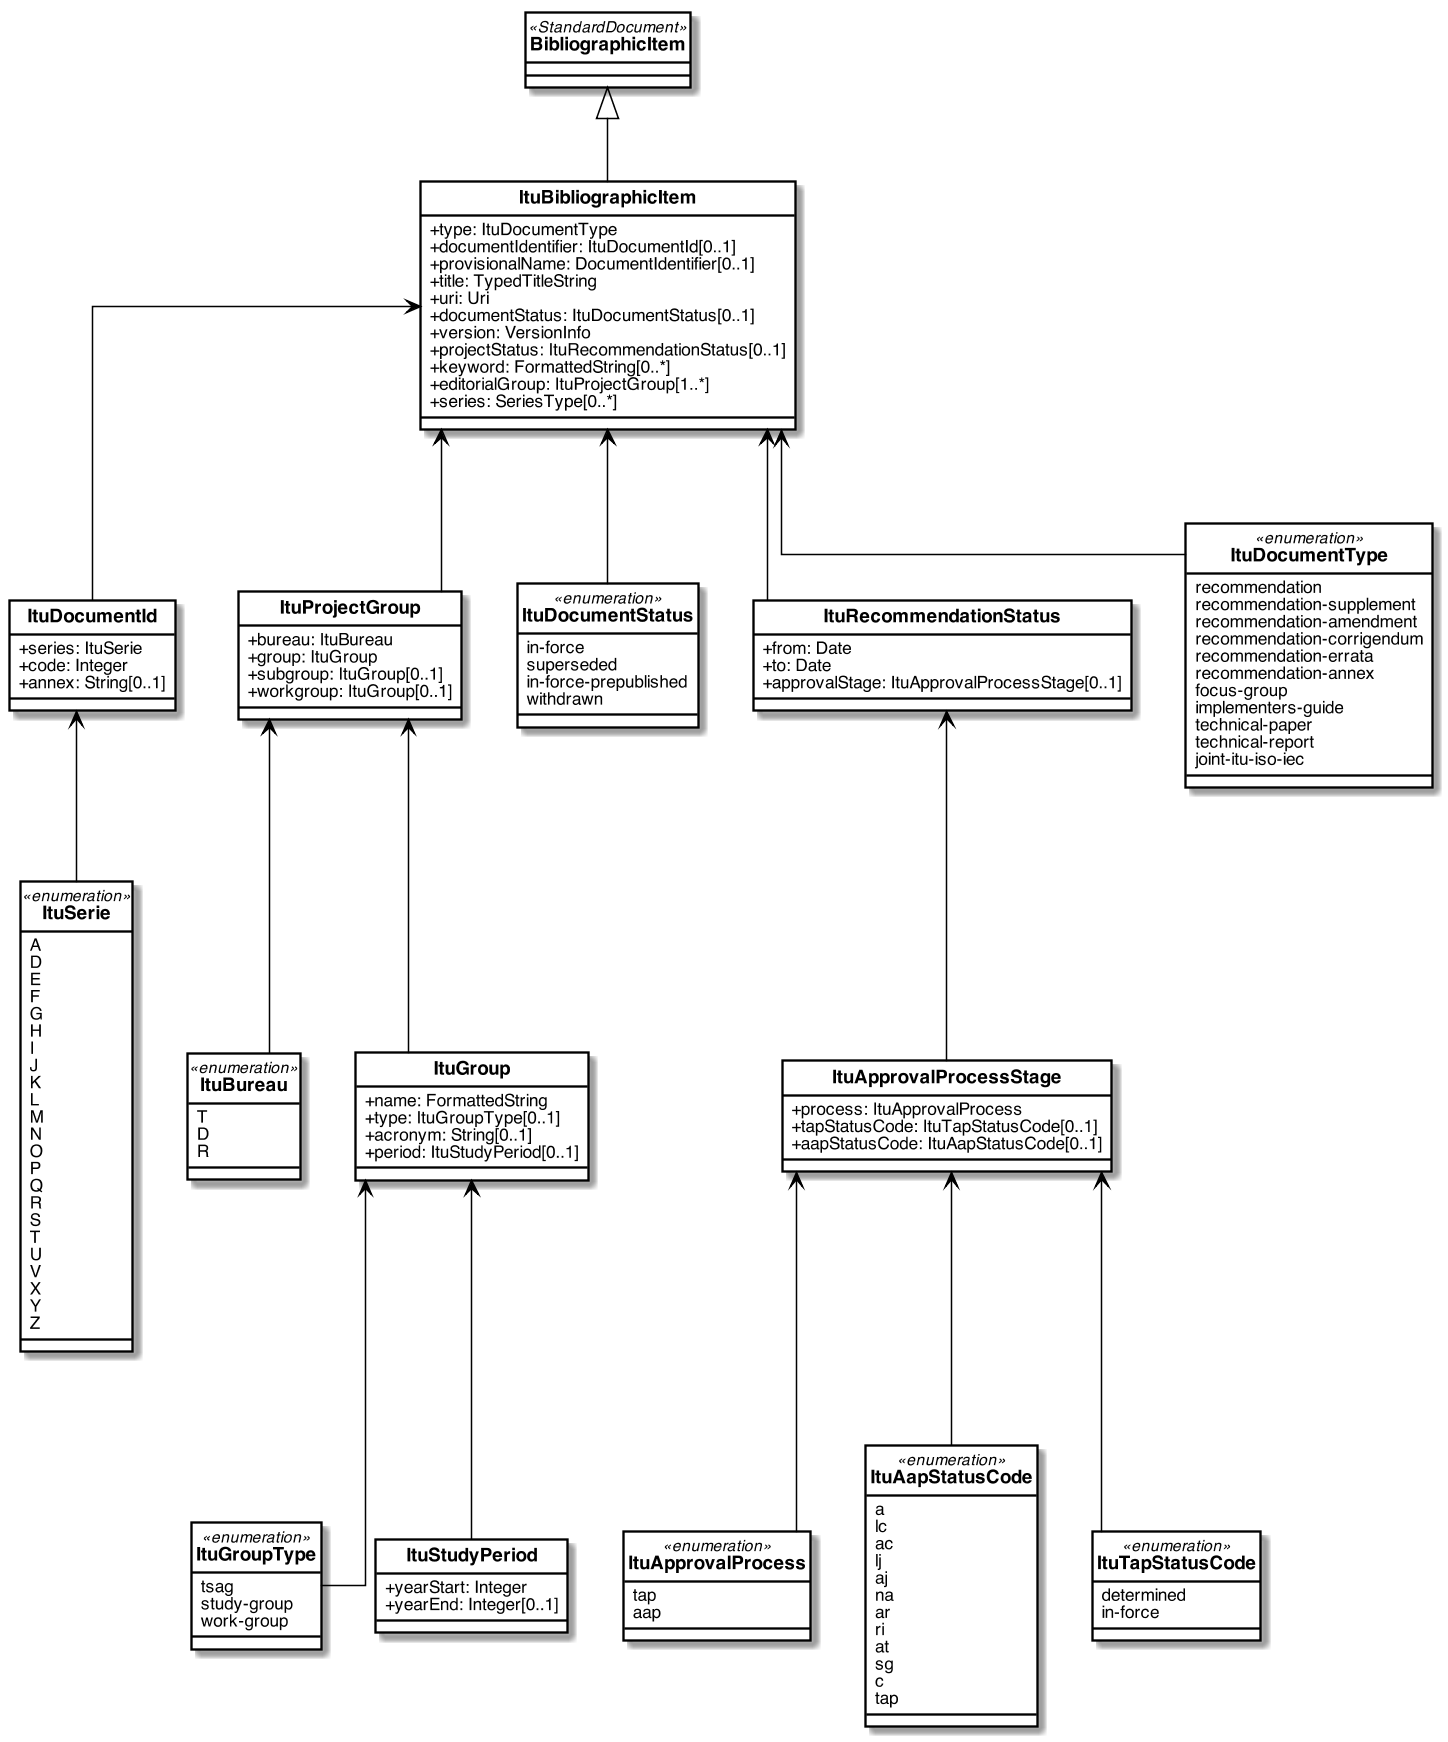 «StandardDocument»
BibliographicItem
ItuBibliographicItem
+type: ItuDocumentType
+documentIdentifier: ItuDocumentId[0..1]
+provisionalName: DocumentIdentifier[0..1]
+title: TypedTitleString
+uri: Uri
+documentStatus: ItuDocumentStatus[0..1]
+version: VersionInfo
+projectStatus: ItuRecommendationStatus[0..1]
+keyword: FormattedString[0..*]
+editorialGroup: ItuProjectGroup[1..*]
+series: SeriesType[0..*]
ItuDocumentId
+series: ItuSerie
+code: Integer
+annex: String[0..1]
ItuProjectGroup
+bureau: ItuBureau
+group: ItuGroup
+subgroup: ItuGroup[0..1]
+workgroup: ItuGroup[0..1]
«enumeration»
ItuDocumentStatus
in-force
superseded
in-force-prepublished
withdrawn
ItuRecommendationStatus
+from: Date
+to: Date
+approvalStage: ItuApprovalProcessStage[0..1]
«enumeration»
ItuDocumentType
recommendation
recommendation-supplement
recommendation-amendment
recommendation-corrigendum
recommendation-errata
recommendation-annex
focus-group
implementers-guide
technical-paper
technical-report
joint-itu-iso-iec
«enumeration»
ItuSerie
A
D
E
F
G
H
I
J
K
L
M
N
O
P
Q
R
S
T
U
V
X
Y
Z
«enumeration»
ItuBureau
T
D
R
ItuGroup
+name: FormattedString
+type: ItuGroupType[0..1]
+acronym: String[0..1]
+period: ItuStudyPeriod[0..1]
ItuApprovalProcessStage
+process: ItuApprovalProcess
+tapStatusCode: ItuTapStatusCode[0..1]
+aapStatusCode: ItuAapStatusCode[0..1]
«enumeration»
ItuGroupType
tsag
study-group
work-group
ItuStudyPeriod
+yearStart: Integer
+yearEnd: Integer[0..1]
«enumeration»
ItuApprovalProcess
tap
aap
«enumeration»
ItuAapStatusCode
a
lc
ac
lj
aj
na
ar
ri
at
sg
c
tap
«enumeration»
ItuTapStatusCode
determined
in-force